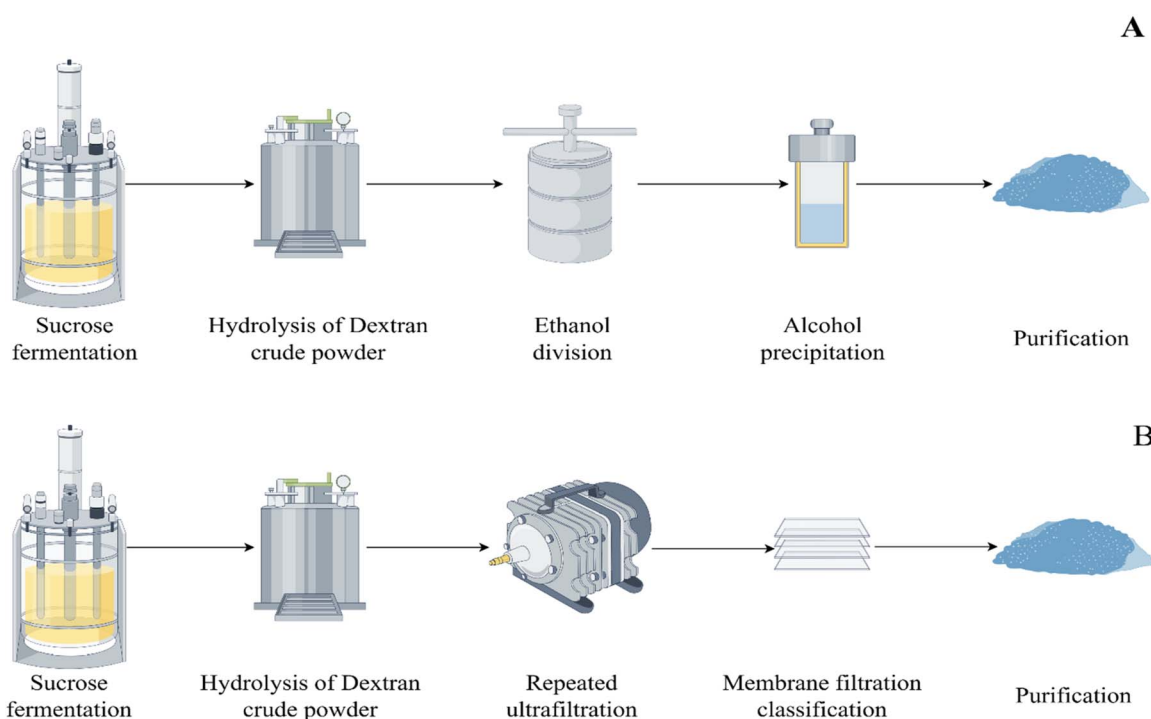 A
Sucrose
fermentation
Hydrolysis of Dextran
crude powder
Ethanol
division
Alcohol
precipitation
Purification
B
Sucrose
fermentation
Hydrolysis of Dextran
crude powder
Repeated
ultrafiltration
Membrane filtration
classification
Purification